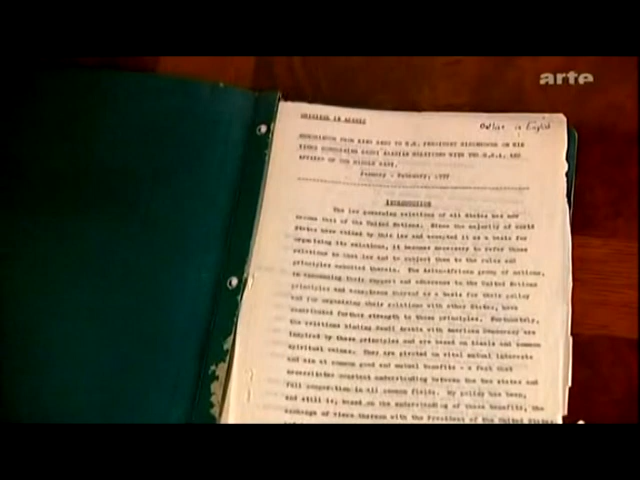 arte
ORIGINAL IN ARABIC
Outline in English
MEMORANDUM FROM KING SAUD TO H.E. PRESIDENT EISENHOWER ON HIS
VIEWS CONCERNING SAUDI ARABIAN RELATIONS WITH THE U.S.A. AND
AFFAIRS OF THE MIDDLE EAST.
January - February, 1957
INTRODUCTION
The law governing relations of all States has now
become that of the United Nations. Since the majority of world
States have abided by this law and accepted it as a basis for
organizing its relations, it becomes necessary to refer those
relations to that law and to subject them to the rules and
principles embodied therein. The Asian-African group of nations,
in announcing their support and adherence to the United Nations
principles and acceptance thereof as a basis for their policy
and for organizing their relations with other States, have
contributed further strength to these principles. Fortunately,
the relations binding Saudi Arabia with American Democracy are
inspired by these principles and are based on ideals and common
spiritual values. They are pivoted on vital mutual interests
and aim at common good and mutual benefits - a fact that
necessitates constant understanding between the two states and
full cooperation in all common fields. My policy has been,
and still is, based on the understanding of these benefits, the
exchange of views thereon with the President of the United States